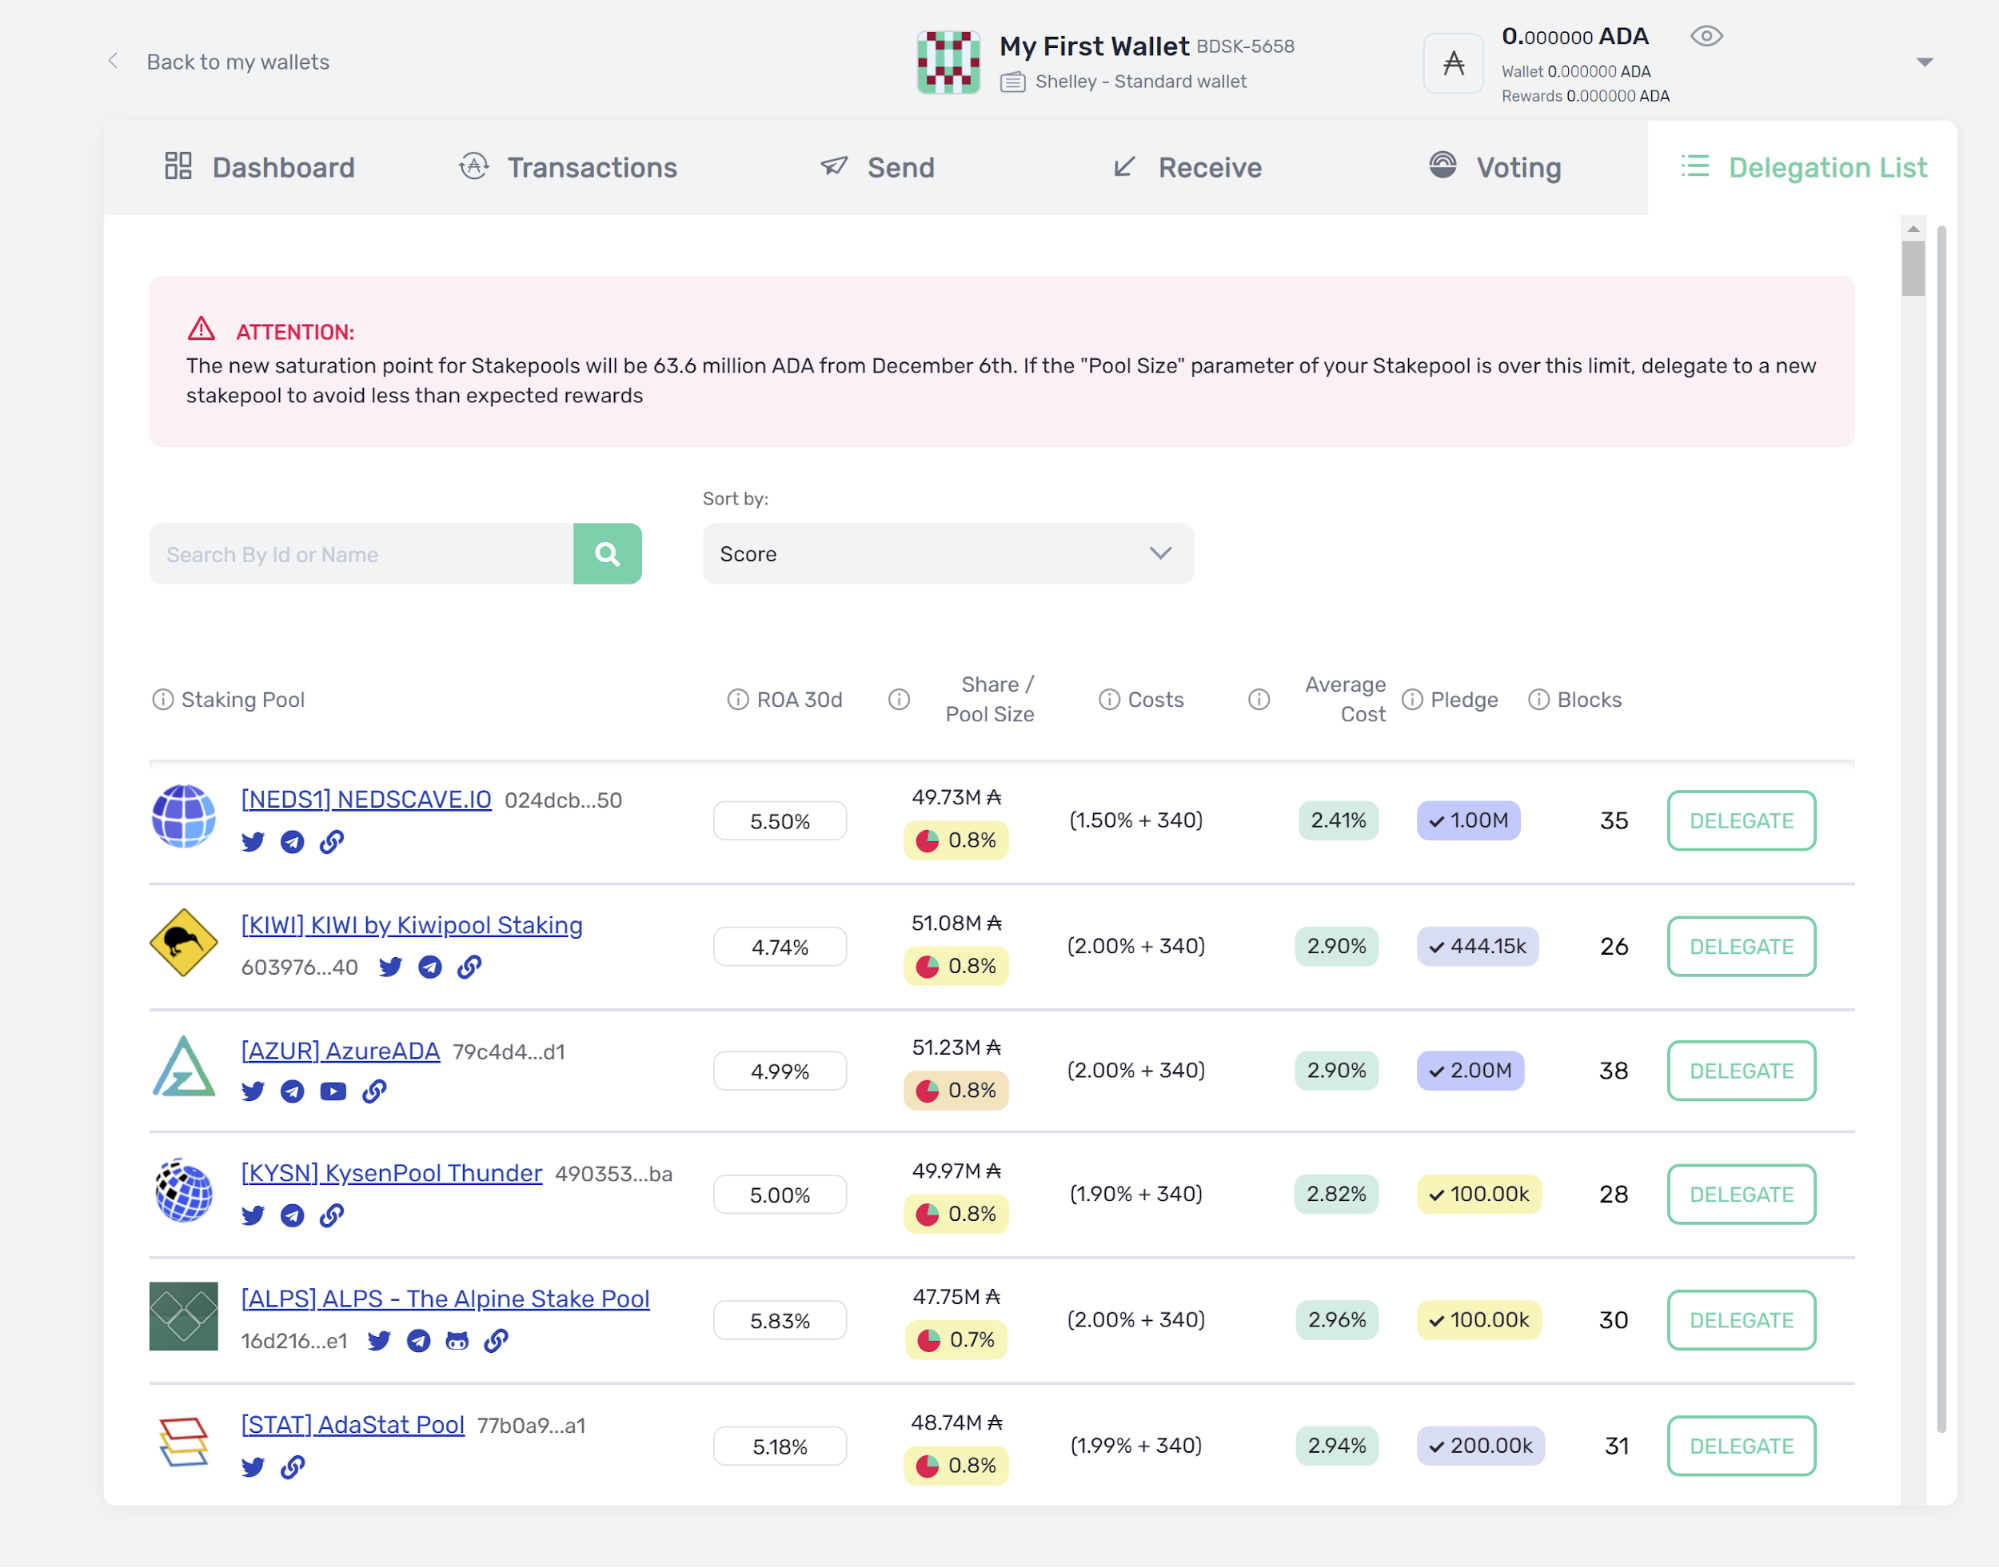 Back to my wallets
My First Wallet BDSK-5658
Shelley - Standard wallet
0.000000 ADA
Wallet 0.000000 ADA
Rewards 0.000000 ADA
Dashboard
Transactions
Send
Receive
Voting
Delegation List
ATTENTION:
The new saturation point for Stakepools will be 63.6 million ADA from December 6th. If the "Pool Size" parameter of your Stakepool is over this limit, delegate to a new
stakepool to avoid less than expected rewards
Sort by:
Search By Id or Name
Score
Staking Pool
ROA 30d
Share /
Pool Size
Costs
Average
Cost
Pledge
Blocks
[NEDS1] NEDSCAVE.IO 024dcb...50
5.50%
49.73M ₳
0.8%
(1.50% + 340)
2.41%
1.00M
35
DELEGATE
[KIWI] KIWI by Kiwipool Staking
603976...40
4.74%
51.08M ₳
0.8%
(2.00% + 340)
2.90%
444.15k
26
DELEGATE
[AZUR] AzureADA 79c4d4...d1
4.99%
51.23M ₳
0.8%
(2.00% + 340)
2.90%
2.00M
38
DELEGATE
[KYSN] KysenPool Thunder 490353...ba
5.00%
49.97M ₳
0.8%
(1.90% + 340)
2.82%
100.00k
28
DELEGATE
[ALPS] ALPS - The Alpine Stake Pool
16d216...e1
5.83%
47.75M ₳
0.7%
(2.00% + 340)
2.96%
100.00k
30
DELEGATE
[STAT] AdaStat Pool 77b0a9...a1
5.18%
48.74M ₳
0.8%
(1.99% + 340)
2.94%
200.00k
31
DELEGATE